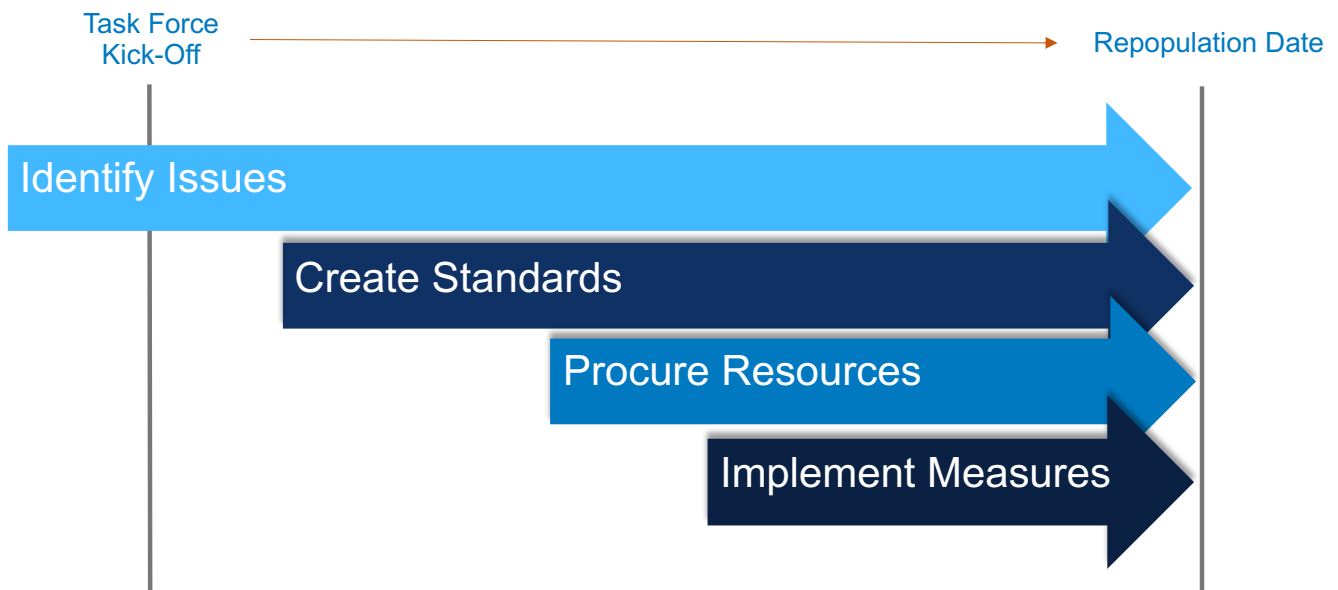 Task Force
Kick-Off
Repopulation Date
Identify Issues
Create Standards
Procure Resources
Implement Measures